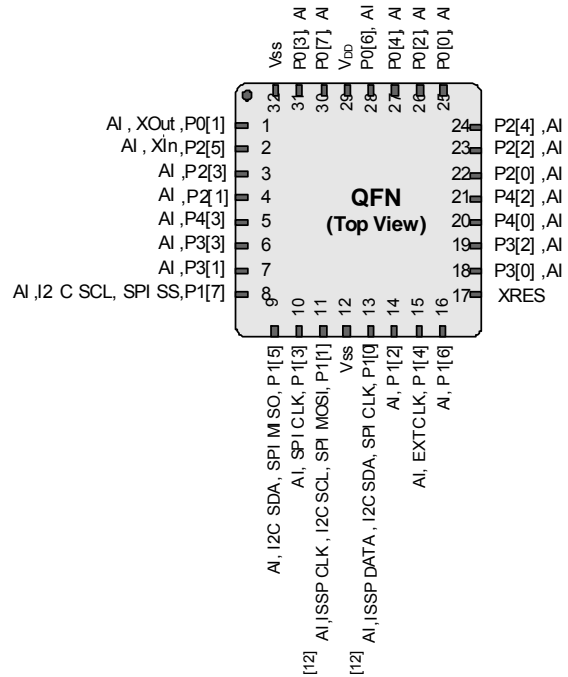 Vss
P0[3], AI
P0[7], AI
VDD
P0[6], AI
P0[4], AI
P0[2], AI
P0[0], AI
32
31
30
29
28
27
26
25
AI , XOut ,P0[1]
1
AI , XIn ,P2[5]
2
AI ,P2[3]
3
AI ,P2[1]
4
AI ,P4[3]
5
AI ,P3[3]
6
AI ,P3[1]
7
AI ,I2 C SCL, SPI SS,P1[7]
8
QFN
(Top View)
24
P2[4] ,AI
23
P2[2] ,AI
22
P2[0] ,AI
21
P4[2] ,AI
20
P4[0] ,AI
19
P3[2] ,AI
18
P3[0] ,AI
17
XRES
9
10
11
12
13
14
15
16
AI, I2C SDA, SPI MISO, P1[5]
AI, SPI CLK, P1[3]
[12] AI,ISSP CLK , I2C SCL, SPI MOSI, P1[1]
Vss
[12] AI,ISSP DATA , I2C SDA, SPI CLK, P1[0]
AI, P1[2]
AI, EXTCLK, P1[4]
AI, P1[6]